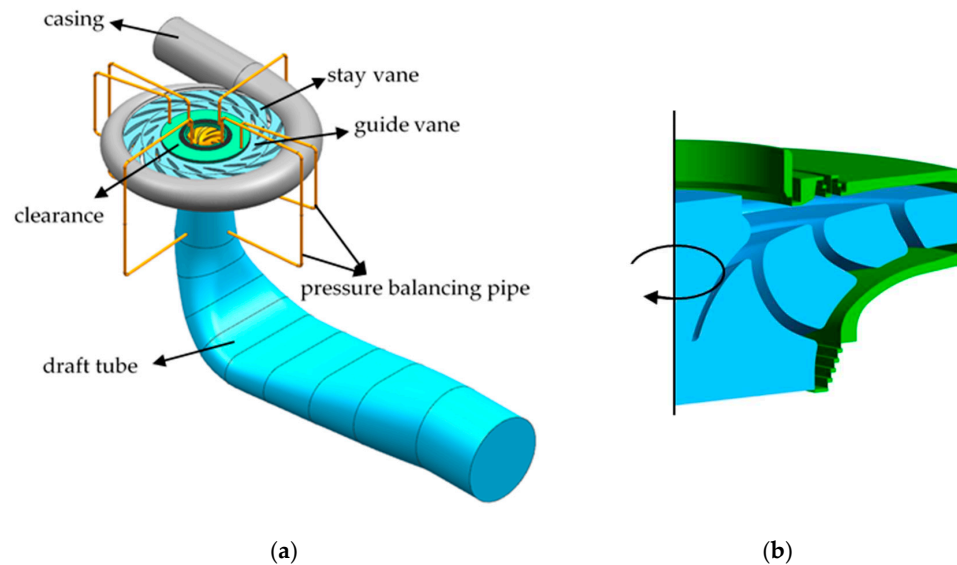 casing
stay vane
guide vane
clearance
pressure balancing pipe
draft tube
(a)
(b)